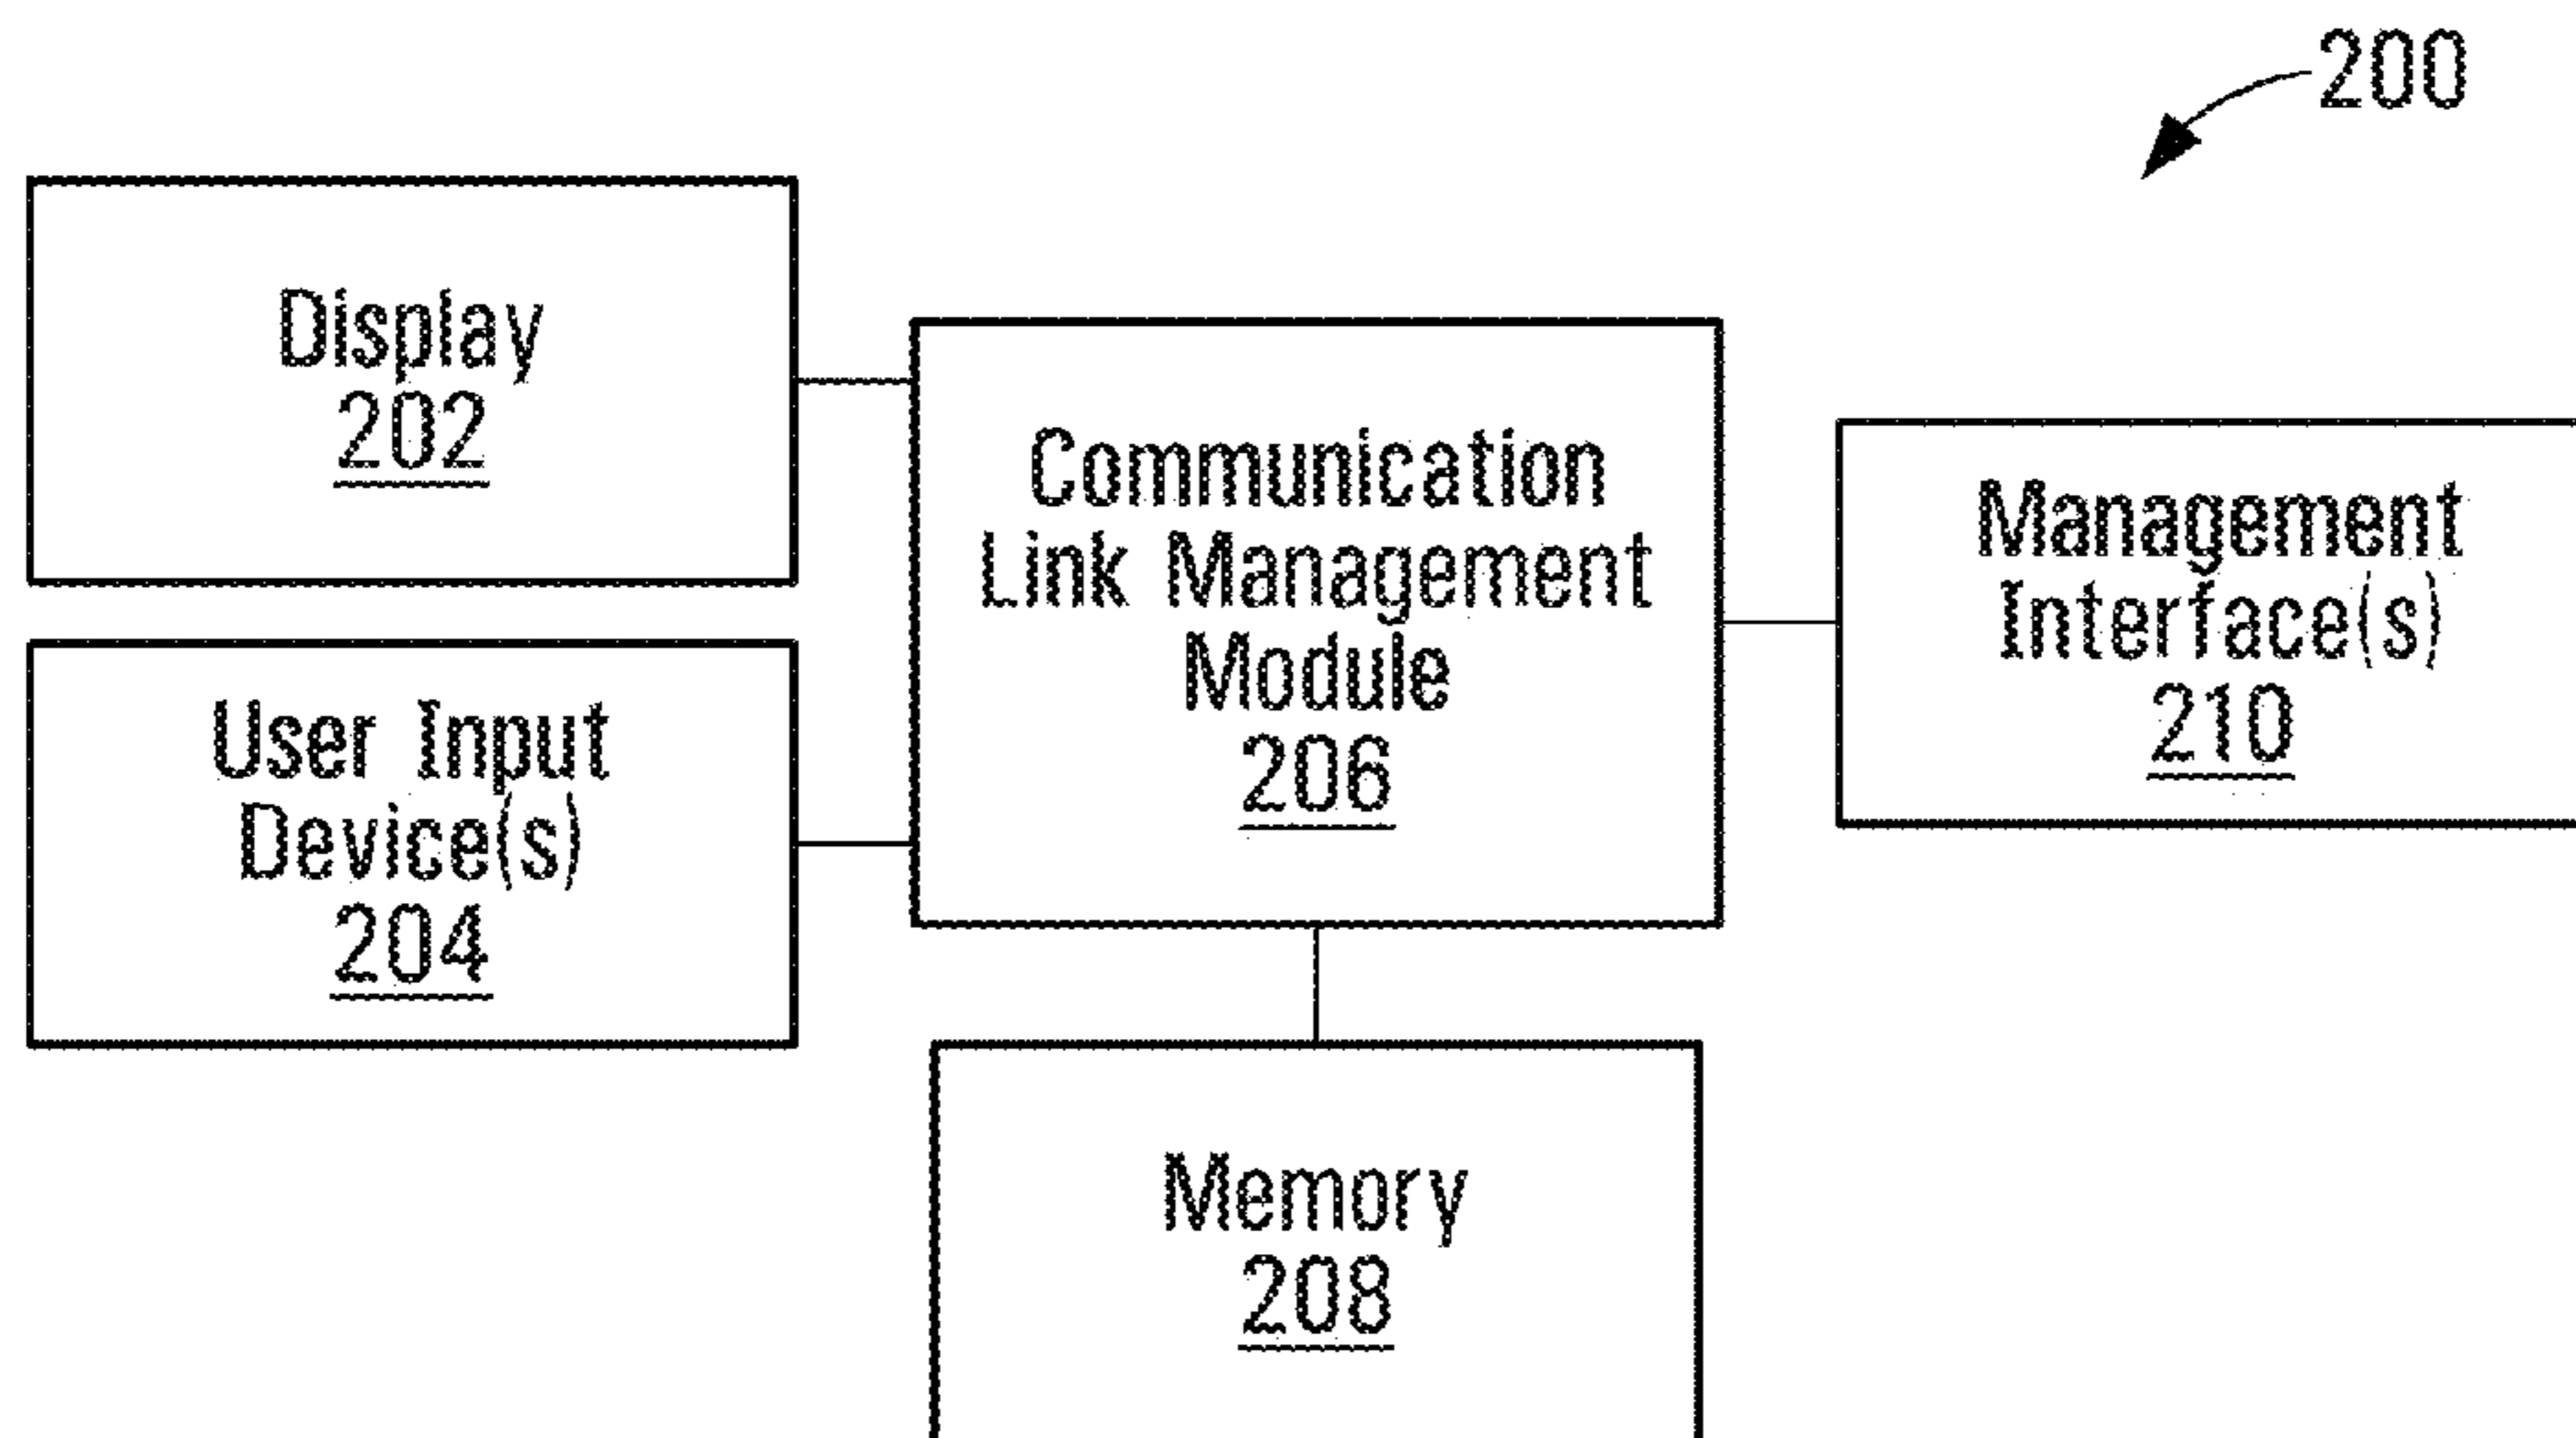 200
Display
202
Communication
Link Management
Module
206
Management
Interface(s)
210
User Input
Device(s)
204
Memory
208